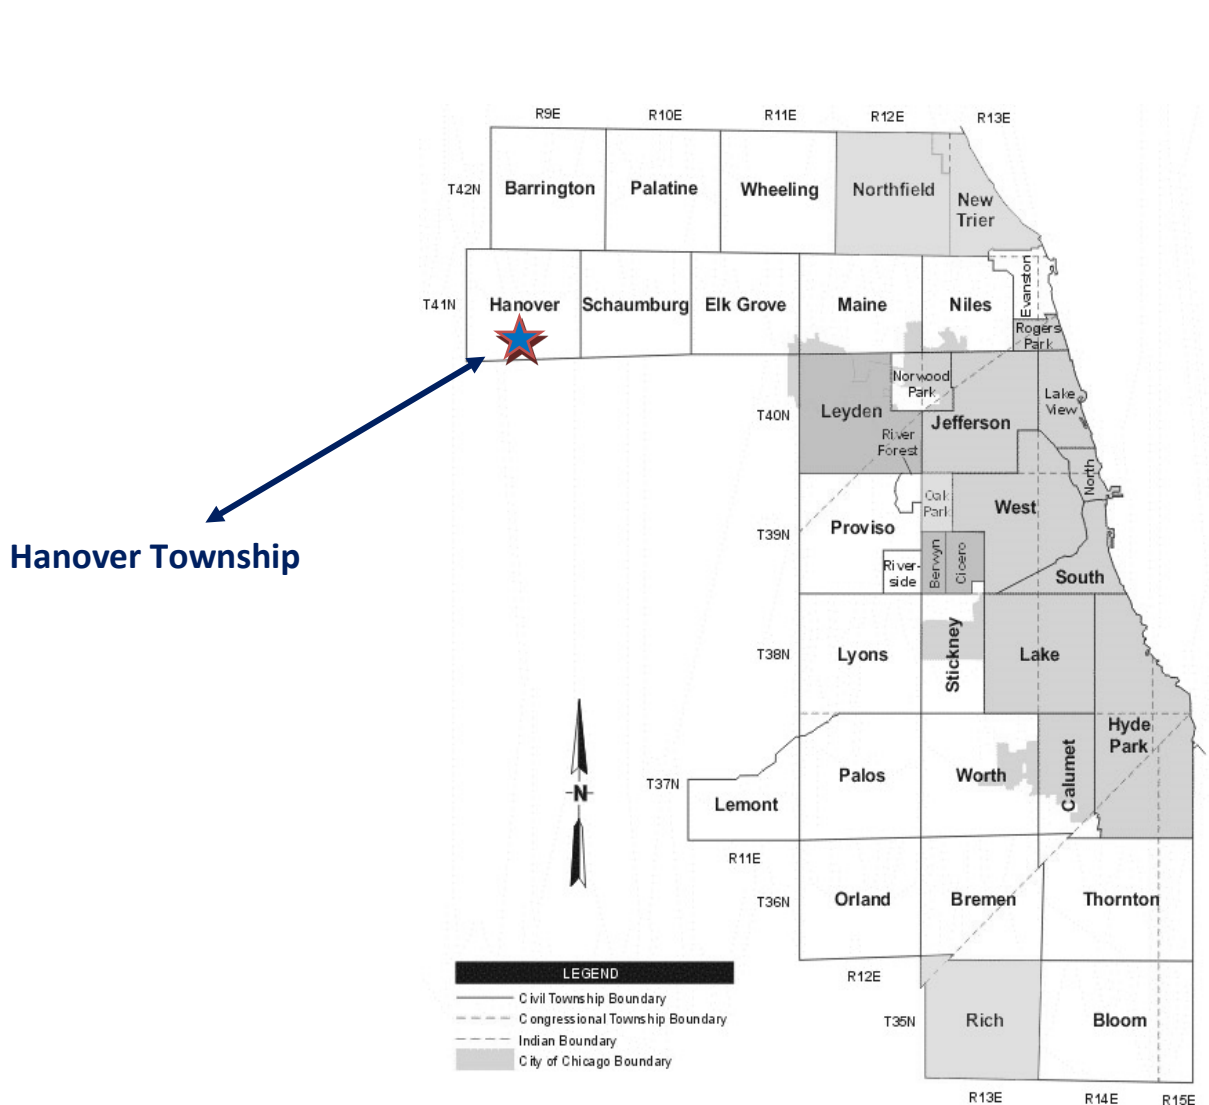 R9E
R10E
R11E
R12E
R13E
T42N
Barrington
Palatine
Wheeling
Northfield
New
Trier
T41N
Hanover
Schaumburg
Elk Grove
Maine
Niles
Evanston
Rogers
Park
Norwood
Park
T40N
Leyden
Jefferson
Lake
View
River
Forest
North
Hanover Township
Oak
Park
West
T39N
Proviso
River-
side
Berwyn
Cicero
South
T38N
Lyons
Stickney
Lake
Hyde
Park
T37N
Lemont
Palos
Worth
Calumet
N
R11E
T36N
Orland
Bremen
Thornton
R12E
T35N
Rich
Bloom
R13E
R14E
R15E
LEGEND
Civil Township Boundary
Congressional Township Boundary
Indian Boundary
City of Chicago Boundary